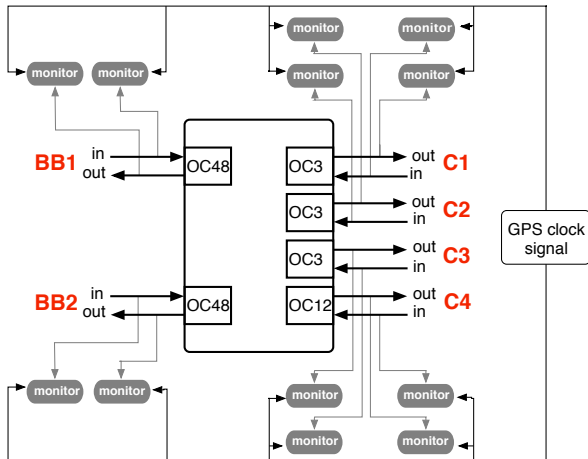 monitor
monitor
monitor
monitor
monitor
monitor
BB1
in
out
OC48
OC3
out
in
C1
OC3
out
in
C2
GPS clock
signal
OC3
out
in
C3
BB2
in
out
OC48
OC12
out
in
C4
monitor
monitor
monitor
monitor
monitor
monitor